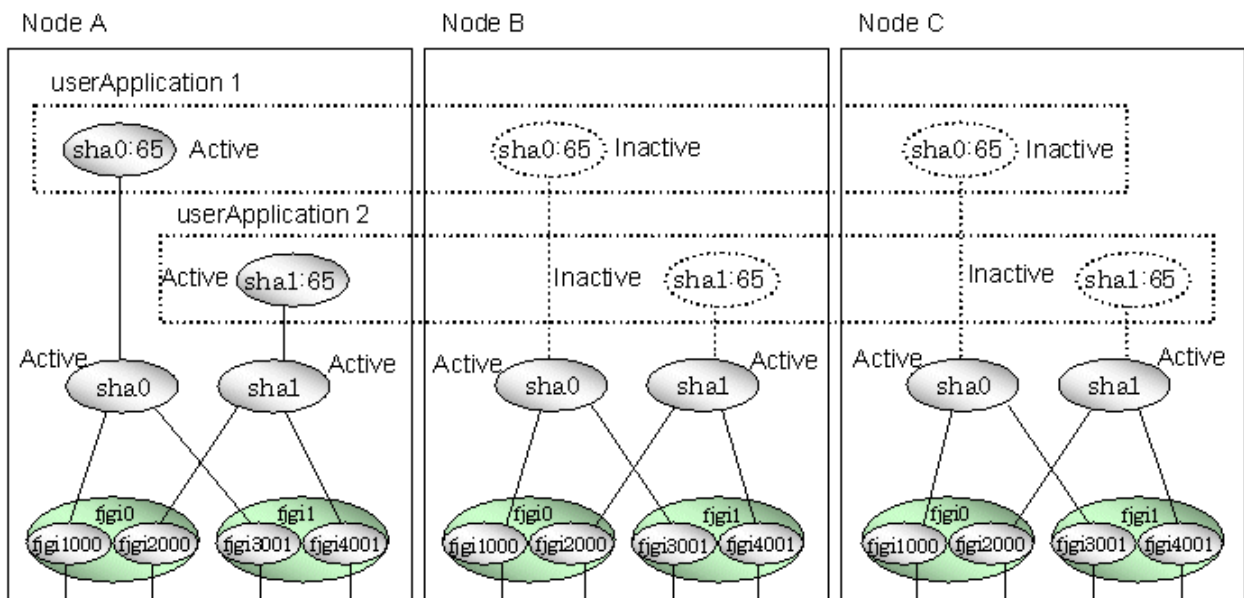 Node A
Node B
Node C
userApplication 1
sha0:65 Active
sha0:65 Inactive
sha0:65 Inactive
userApplication 2
Active sha1:65
Inactive sha1:65
Inactive sha1:65
Active sha0 sha1 Active
Active sha0 sha1 Active
Active sha0 sha1 Active
fjgi0 fjgi1
fjgi1000 fjgi2000 fjgi3001 fjgi4001
fjgi0 fjgi1
fjgi1000 fjgi2000 fjgi3001 fjgi4001
fjgi0 fjgi1
fjgi1000 fjgi2000 fjgi3001 fjgi4001